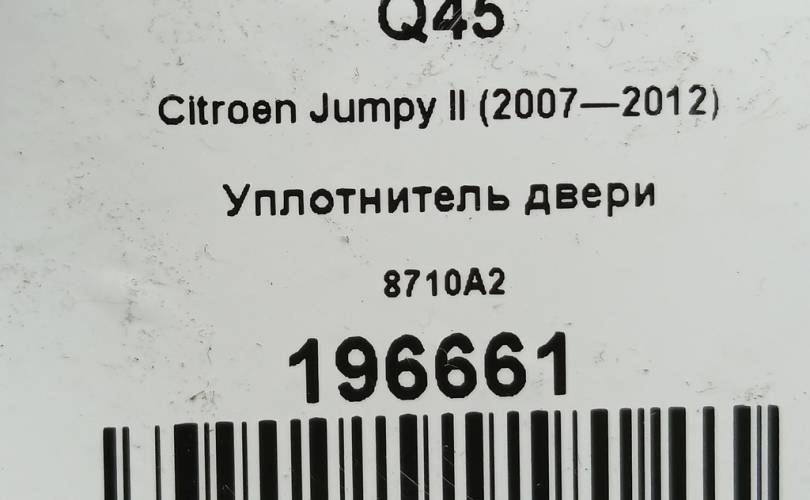 Q45
Citroen Jumpy II (2007—2012)
Уплотнитель двери
8710A2
196661